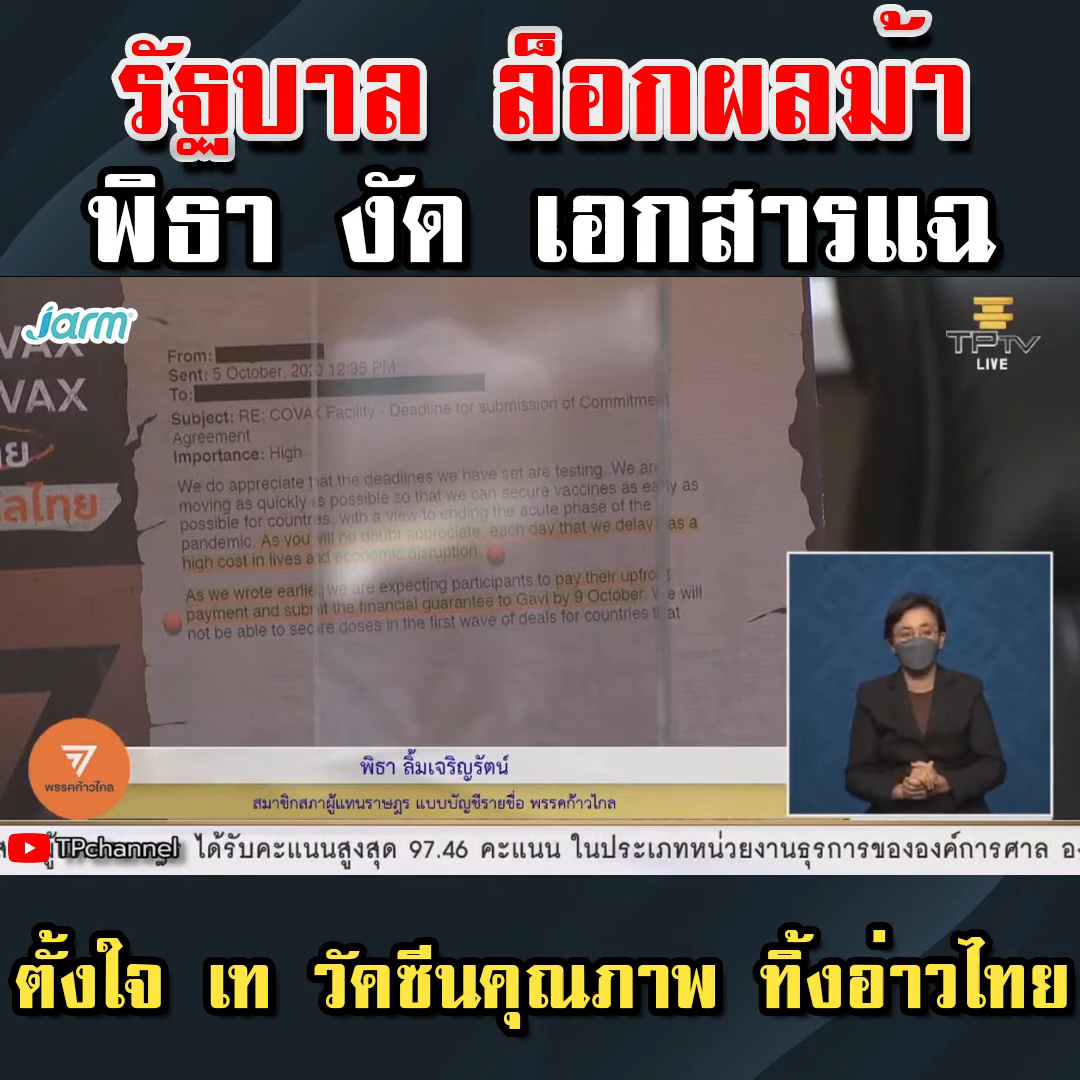 รัฐบาล ล็อกผลม้า
พิธา งัด เอกสารแฉ
jarm
TPTV
LIVE
VAX
VAX
ลไทย
From:
Sent: 5 October, 2020 12:35 PM
To:
Subject: RE: COVAX Facility - Deadline for submission of Commitment
Agreement
Importance: High
We do appreciate that the deadlines we have set are testing. We are
moving as quickly as possible so that we can secure vaccines as early as
possible for countries, with a view to ending the acute phase of the
pandemic. As you will no doubt appreciate, each day that we delay has a
high cost in lives and economic disruption.
As we wrote earlier, we are expecting participants to pay their upfront
payment and submit the financial guarantee to Gavi by 9 October. We will
not be able to secure doses in the first wave of deals for countries that
พรรคก้าวไกล
พิธา ลิ้มเจริญรัตน์
สมาชิกสภาผู้แทนราษฎร แบบบัญชีรายชื่อ พรรคก้าวไกล
TPchannel
ได้รับคะแนนสูงสุด 97.46 คะแนน ในประเภทหน่วยงานธุรการขององค์การศาล อง
ตั้งใจ เท วัคซีนคุณภาพ ทิ้งอ่าวไทย